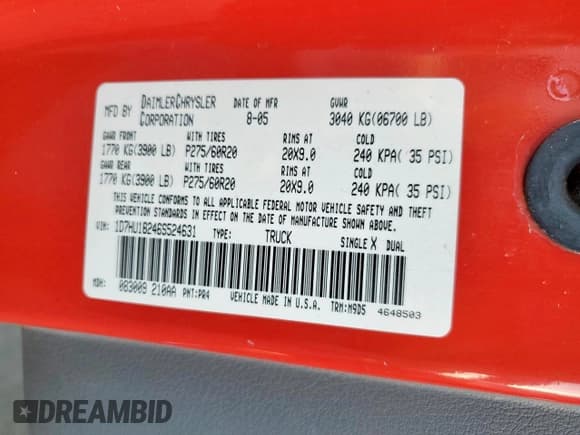 MFD BY DAIMLERCHRYSLER CORPORATION DATE OF MFR 8-05 GVWR 3040 KG(06700 LB)
GAWR FRONT WITH TIRES RIMS AT COLD
1770 KG(3900 LB) P275/60R20 20X9.0 240 KPA( 35 PSI)
GAWR REAR WITH TIRES RIMS AT COLD
1770 KG(3900 LB) P275/60R20 20X9.0 240 KPA( 35 PSI)
THIS VEHICLE CONFORMS TO ALL APPLICABLE FEDERAL MOTOR VEHICLE SAFETY AND THEFT
PREVENTION STANDARDS IN EFFECT ON THE DATE OF MANUFACTURE SHOWN ABOVE.
VIN: 1D7HU18246S524631 TYPE: TRUCK SINGLE X DUAL
MDH: 083009 210AA PNT:PR4 VEHICLE MADE IN U.S.A. TRM:M9D5
4648503
DREAMBID